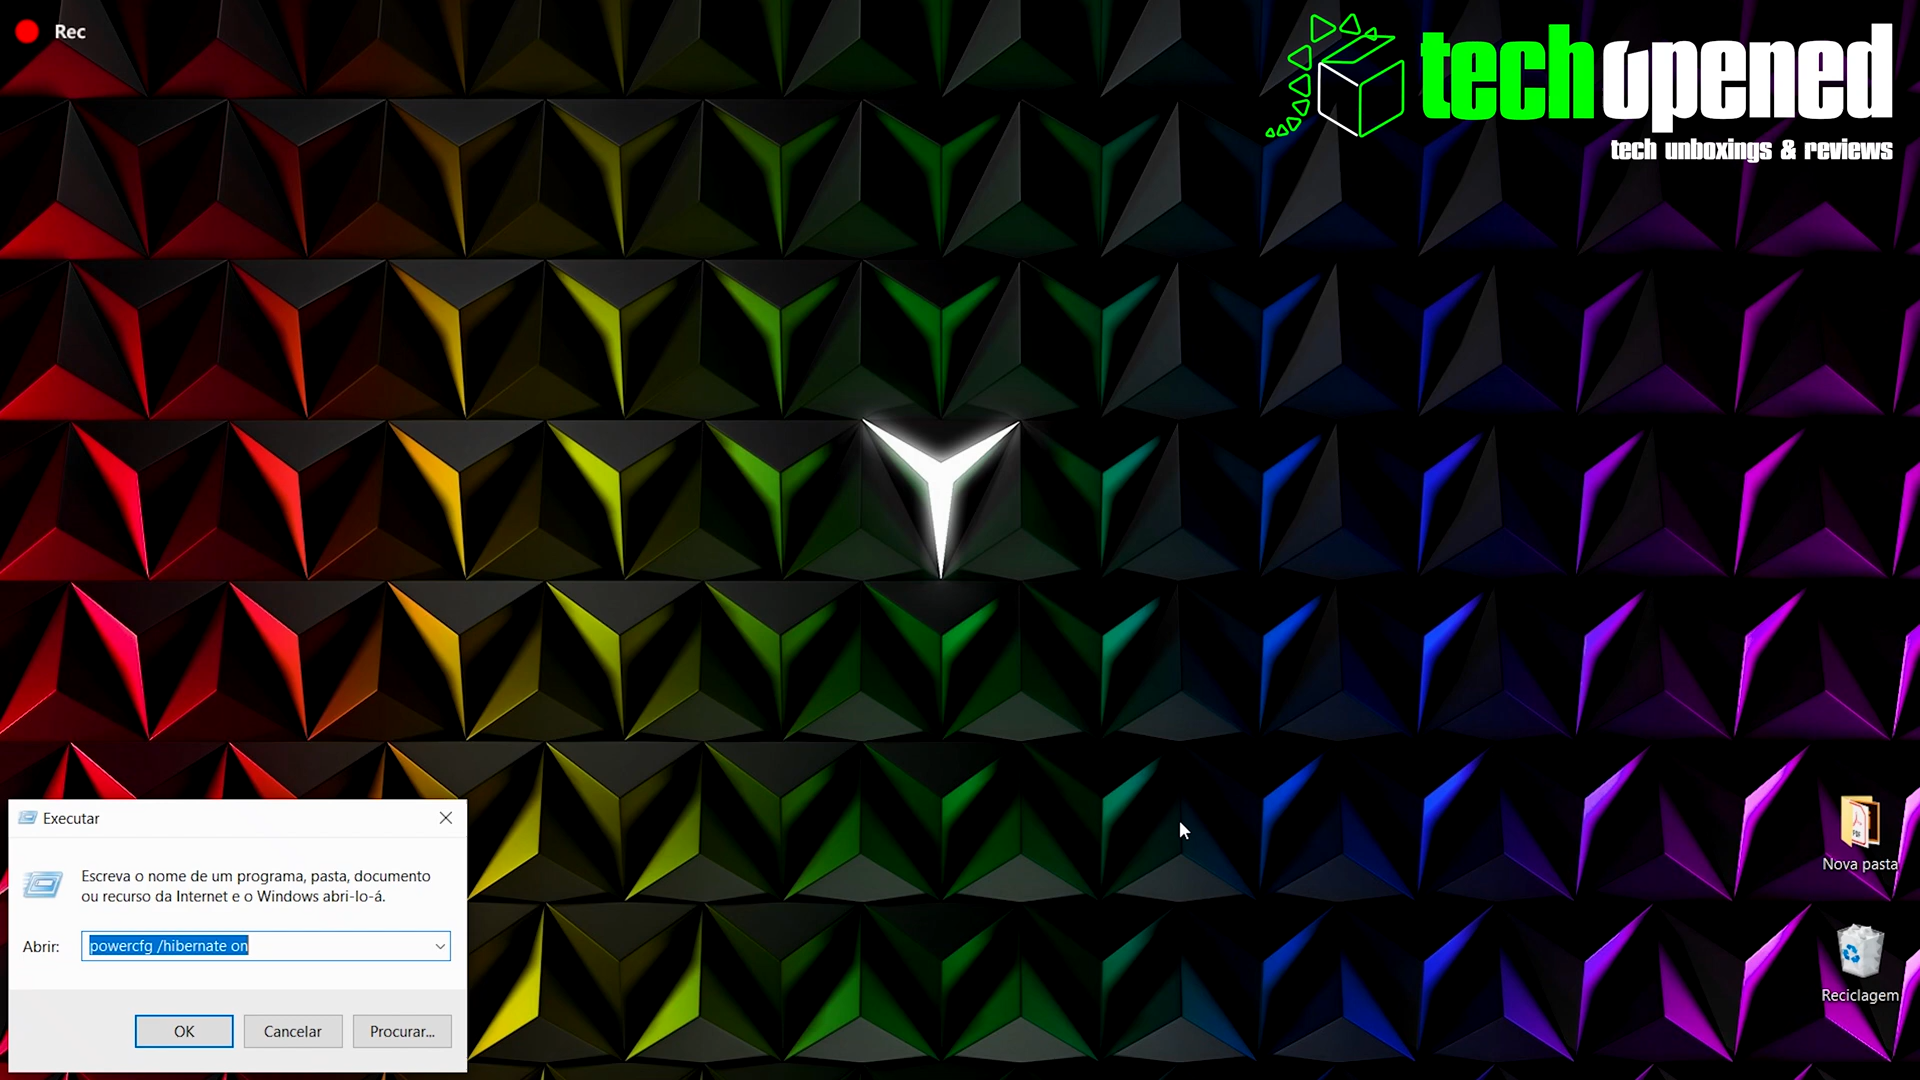 Rec
techopened
tech unboxings & reviews
Executar
Escreva o nome de um programa, pasta, documento
ou recurso da Internet e o Windows abri-lo-á.
Abrir:
powercfg /hibernate on
OK
Cancelar
Procurar...
PDF
Nova pasta
Reciclagem